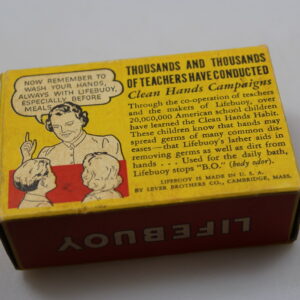 NOW REMEMBER TO
WASH YOUR HANDS,
ALWAYS WITH LIFEBUOY,
ESPECIALLY BEFORE
MEALS
THOUSANDS AND THOUSANDS
OF TEACHERS HAVE CONDUCTED
Clean Hands Campaigns
Through the co-operation of teachers
and the makers of Lifebuoy, over
20,000,000 American school children
have learned the Clean Hands Habit.
These children know that hands may
spread germs of many common dis-
eases — that Lifebuoy's lather aids in
removing germs as well as dirt from
hands . . . . Used for the daily bath,
Lifebuoy stops "B.O." (body odor).
LIFEBUOY IS MADE IN U. S. A.
BY LEVER BROTHERS CO., CAMBRIDGE, MASS.
LIFEBUOY